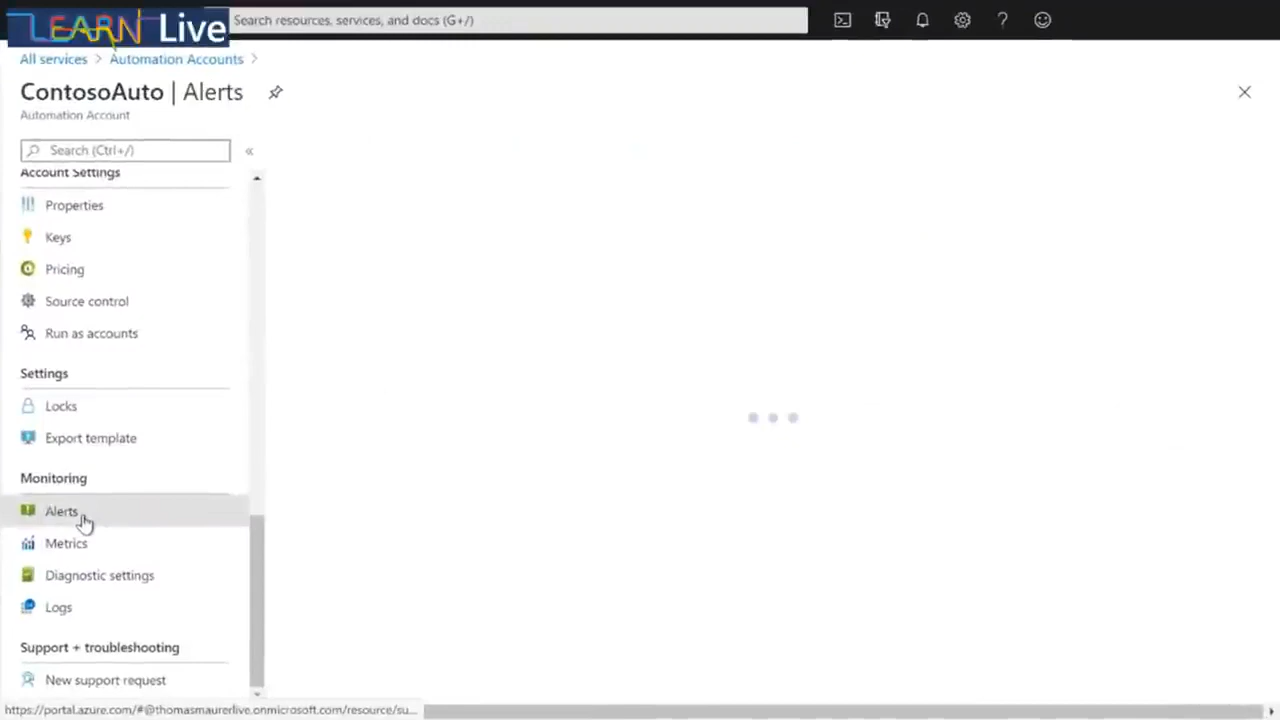 LEARN Live
Search resources, services, and docs (G+/)
All services > Automation Accounts >
ContosoAuto | Alerts
Automation Account
Search (Ctrl+/)
«
Account Settings
Properties
Keys
Pricing
Source control
Run as accounts
Settings
Locks
Export template
Monitoring
Alerts
Metrics
Diagnostic settings
Logs
Support + troubleshooting
New support request
https://portal.azure.com/#@thomasmaurerlive.onmicrosoft.com/resource/su...